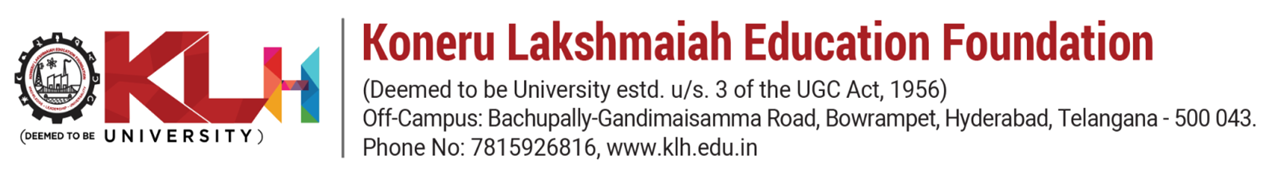 KLH
(DEEMED TO BE UNIVERSITY)
Koneru Lakshmaiah Education Foundation
(Deemed to be University estd. u/s. 3 of the UGC Act, 1956)
Off-Campus: Bachupally-Gandimaisamma Road, Bowrampet, Hyderabad, Telangana - 500 043.
Phone No: 7815926816, www.klh.edu.in